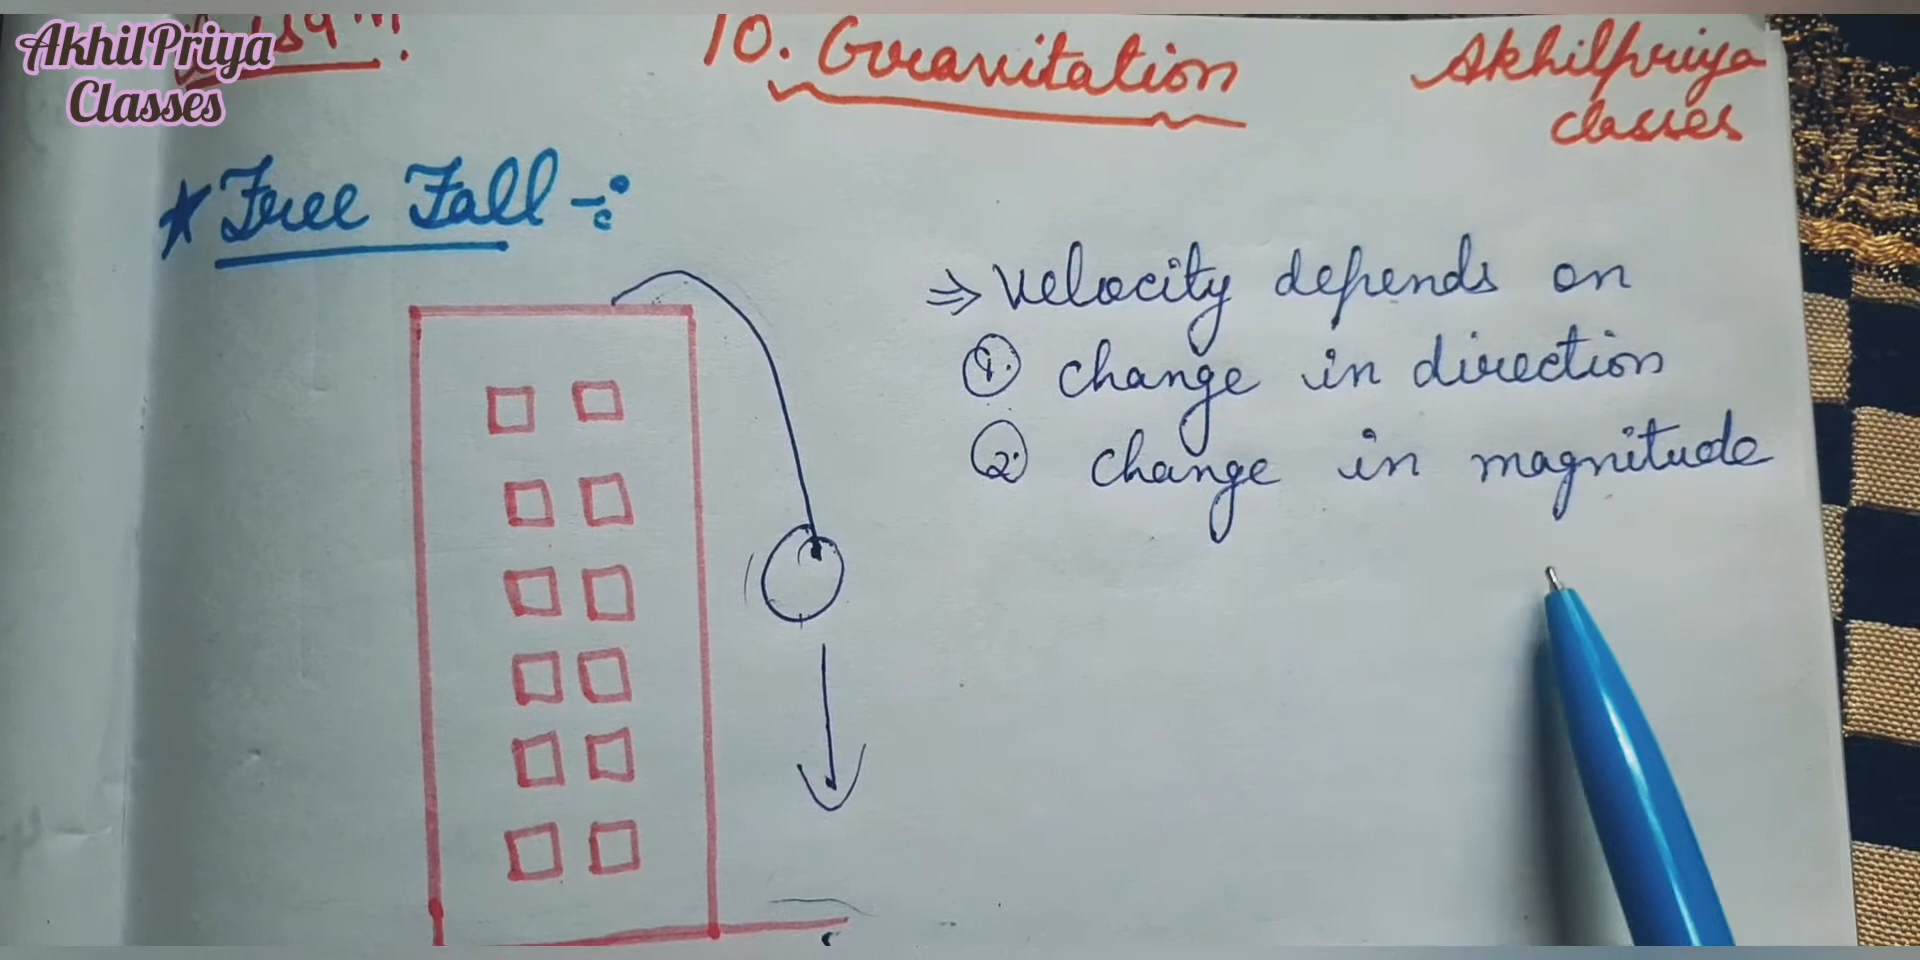 AkhilPriya
Classes
10. Gravitation
Akhilpriya
classes
★ Free Fall -:
⇒ Velocity depends on
1. change in direction
2. change in magnitude